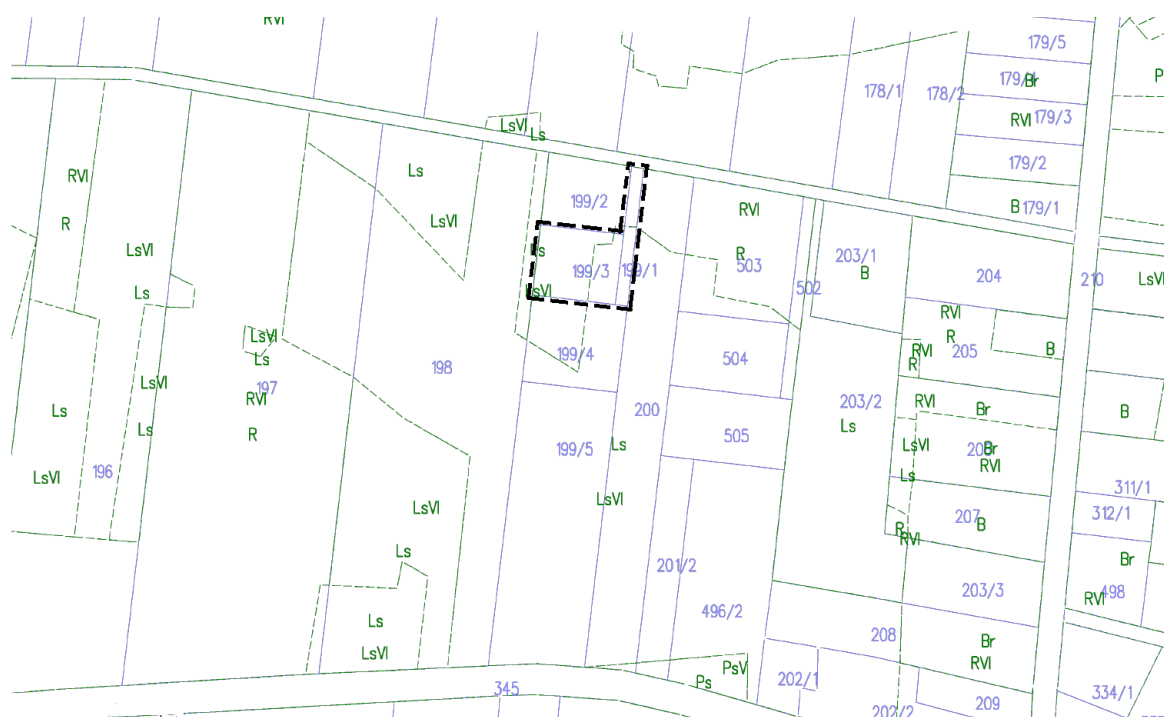 RVI
179/5
P
179/4
Br
178/1
178/2
RVI
179/3
LsVI
Ls
179/2
Ls
RVI
199/2
RVI
B
179/1
R
LsVI
LsVI
Ls
R
203/1
199/3
199/1
503
B
204
210
LsVI
Ls
LsVI
502
RVI
LsVI
R
Ls
199/4
504
RVI
205
B
R
198
LsVI
197
RVI
203/2
RVI
Br
B
Ls
200
Ls
R
505
Ls
199/5
Ls
LsVI
Br
RVI
196
LsVI
Ls
LsVI
311/1
LsVI
312/1
207
B
R
RVI
Ls
201/2
Br
203/3
RVI
498
496/2
Ls
208
Br
LsVI
RVI
PsV
Ps
345
202/1
334/1
209
202/2